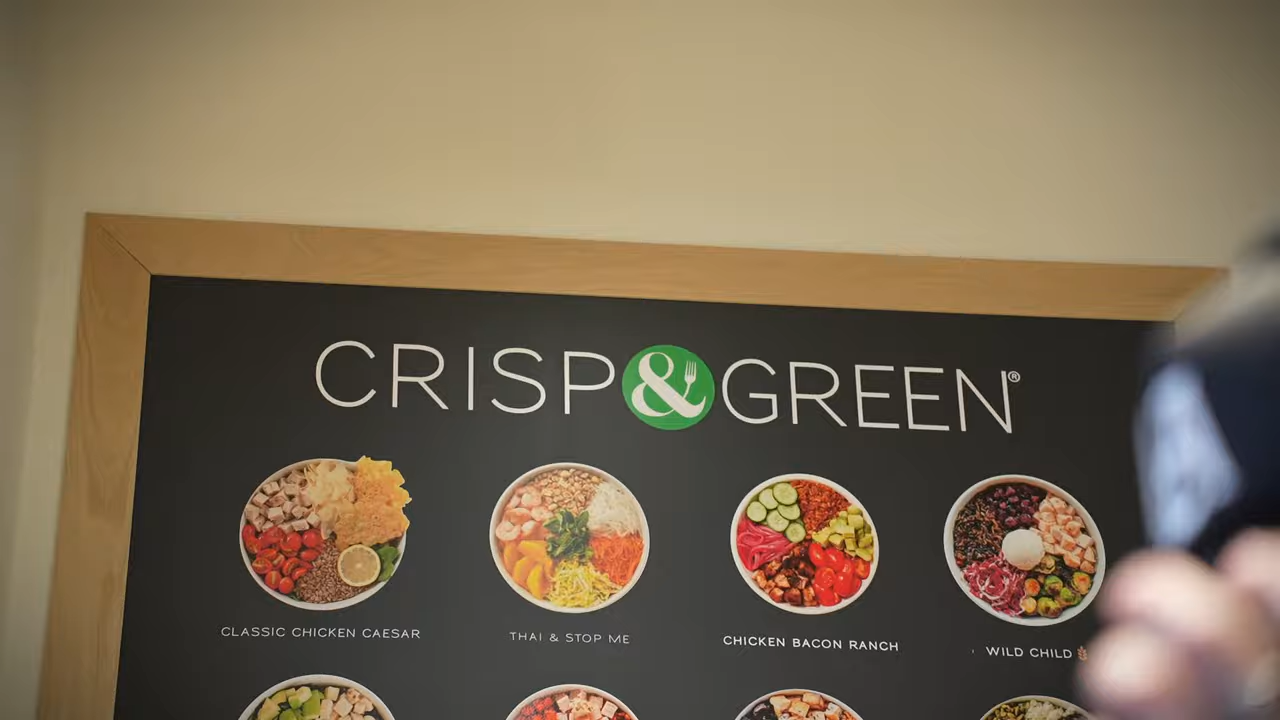 CRISP&GREEN®
CLASSIC CHICKEN CAESAR
THAI & STOP ME
CHICKEN BACON RANCH
WILD CHILD